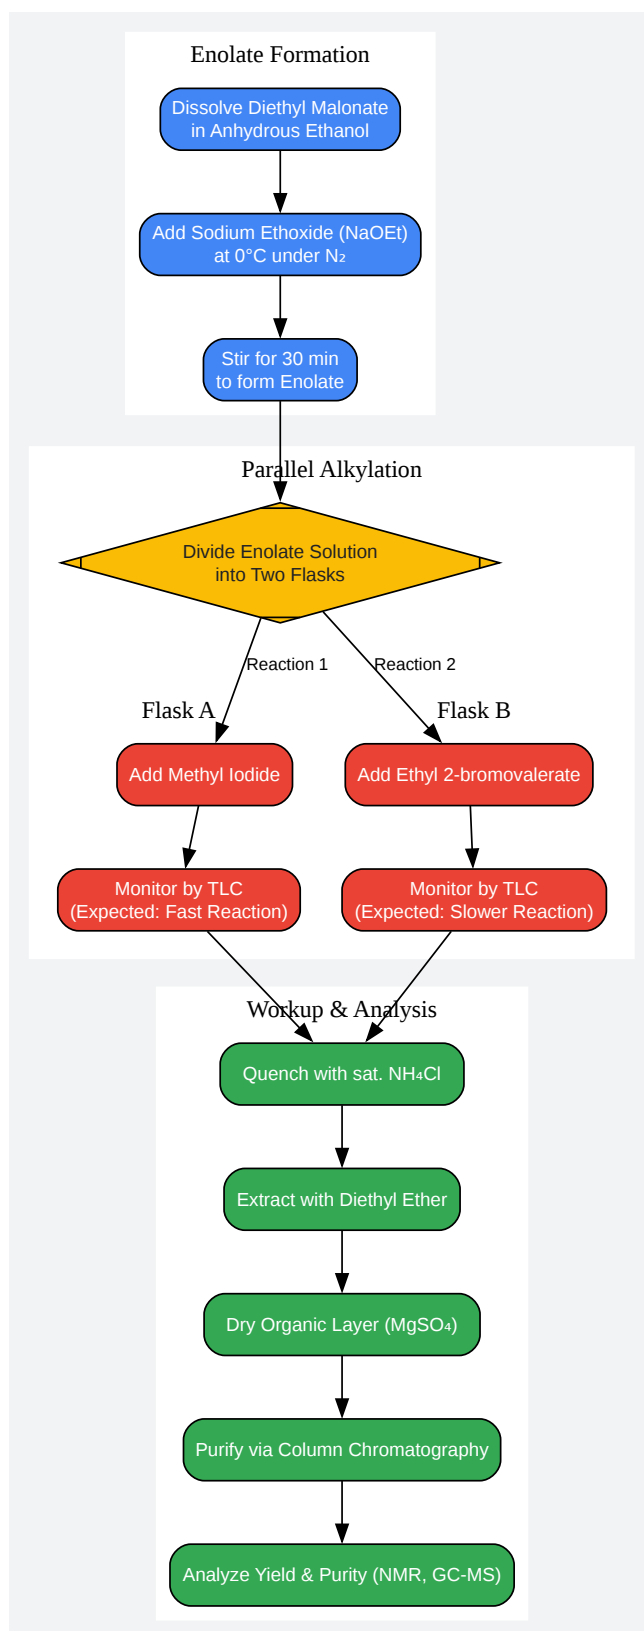 Enolate Formation
Dissolve Diethyl Malonate
in Anhydrous Ethanol
Add Sodium Ethoxide (NaOEt)
at 0°C under N₂
Stir for 30 min
to form Enolate
Parallel Alkylation
Divide Enolate Solution
into Two Flasks
Reaction 1
Reaction 2
Flask A
Flask B
Add Methyl Iodide
Add Ethyl 2-bromovalerate
Monitor by TLC
(Expected: Fast Reaction)
Monitor by TLC
(Expected: Slower Reaction)
Workup & Analysis
Quench with sat. NH₄Cl
Extract with Diethyl Ether
Dry Organic Layer (MgSO₄)
Purify via Column Chromatography
Analyze Yield & Purity (NMR, GC-MS)